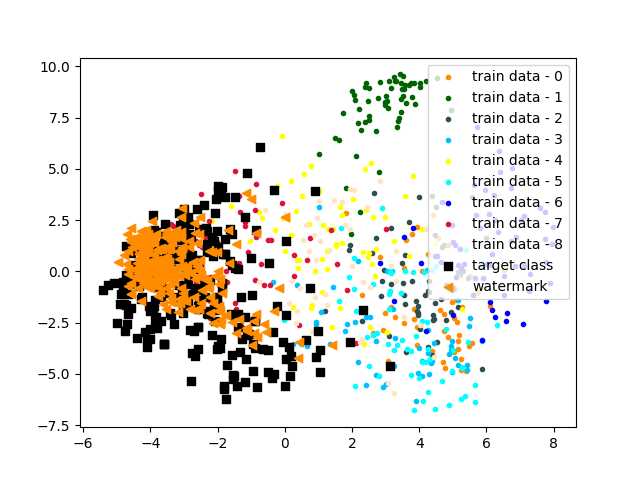 10.0
7.5
5.0
2.5
0.0
−2.5
−5.0
−7.5
−6
−4
−2
0
2
4
6
8
train data - 0
train data - 1
train data - 2
train data - 3
train data - 4
train data - 5
train data - 6
train data - 7
train data - 8
target class
watermark